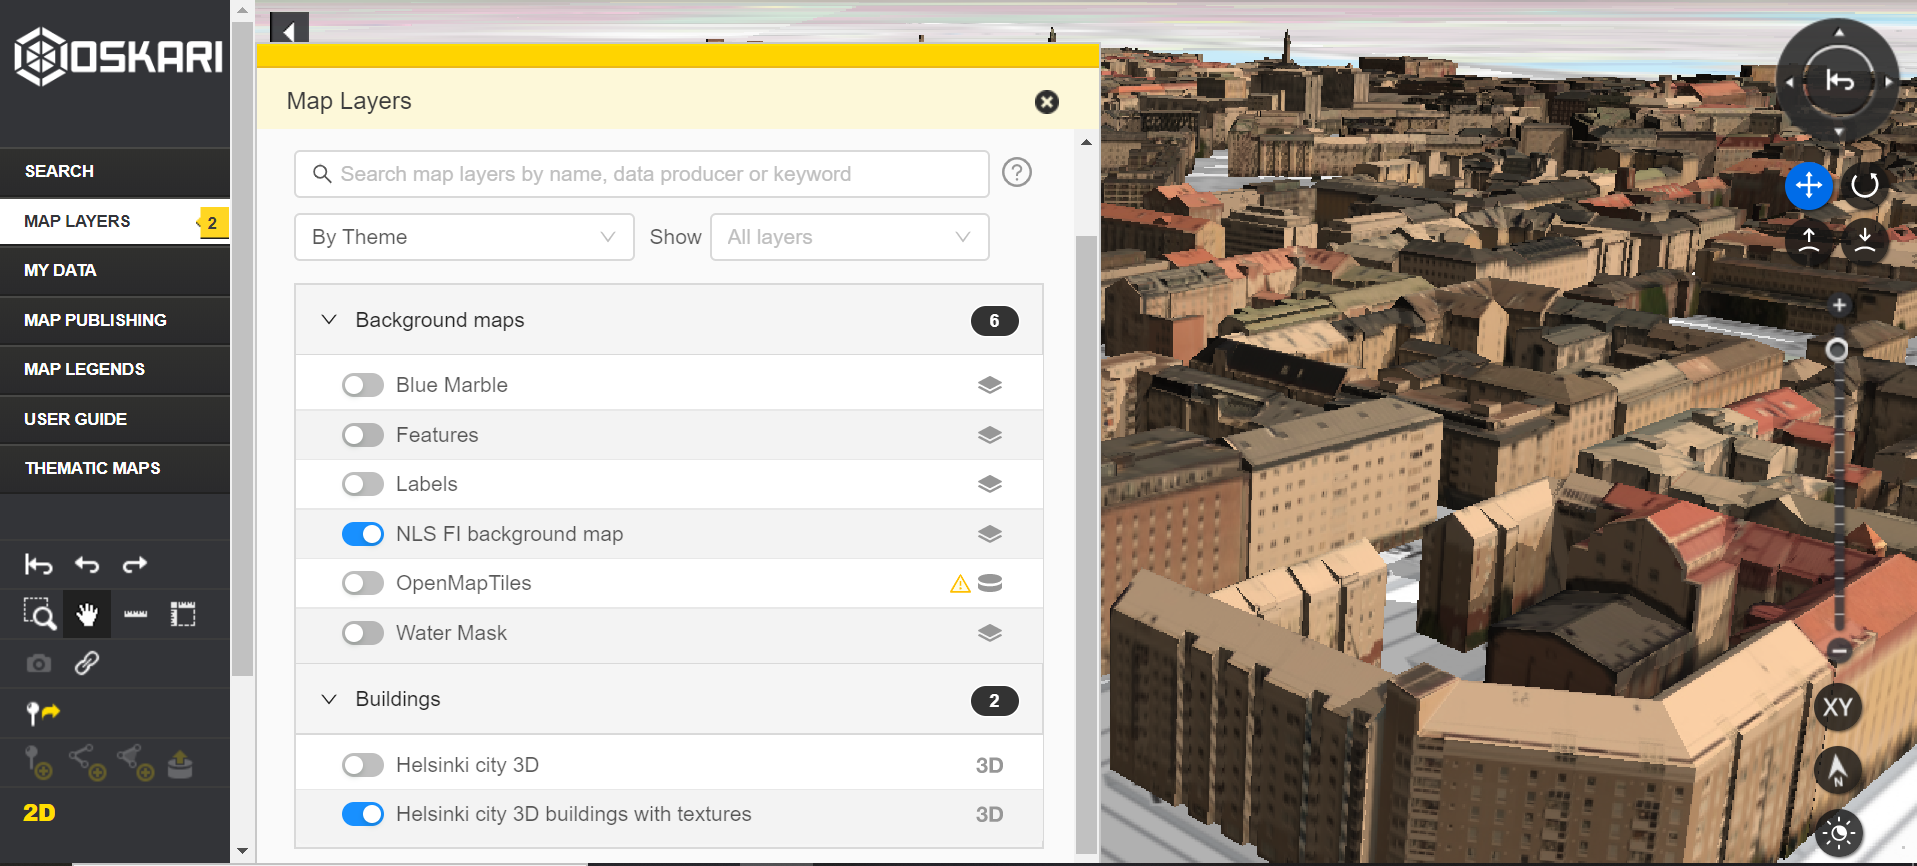 OSKARI
SEARCH
MAP LAYERS 2
MY DATA
MAP PUBLISHING
MAP LEGENDS
USER GUIDE
THEMATIC MAPS
2D
Map Layers
Search map layers by name, data producer or keyword
?
By Theme Show All layers
Background maps 6
Blue Marble
Features
Labels
NLS FI background map
OpenMapTiles
Water Mask
Buildings 2
Helsinki city 3D 3D
Helsinki city 3D buildings with textures 3D
XY
N